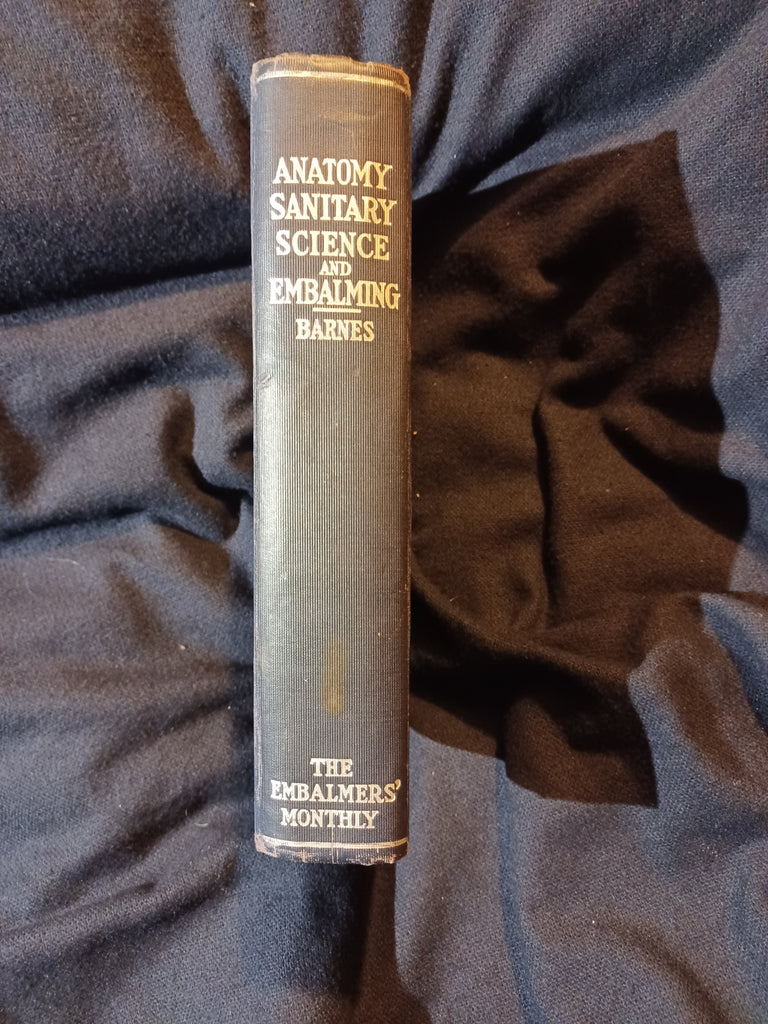 ANATOMY
SANITARY
SCIENCE
AND
EMBALMING
BARNES
THE
EMBALMERS'
MONTHLY